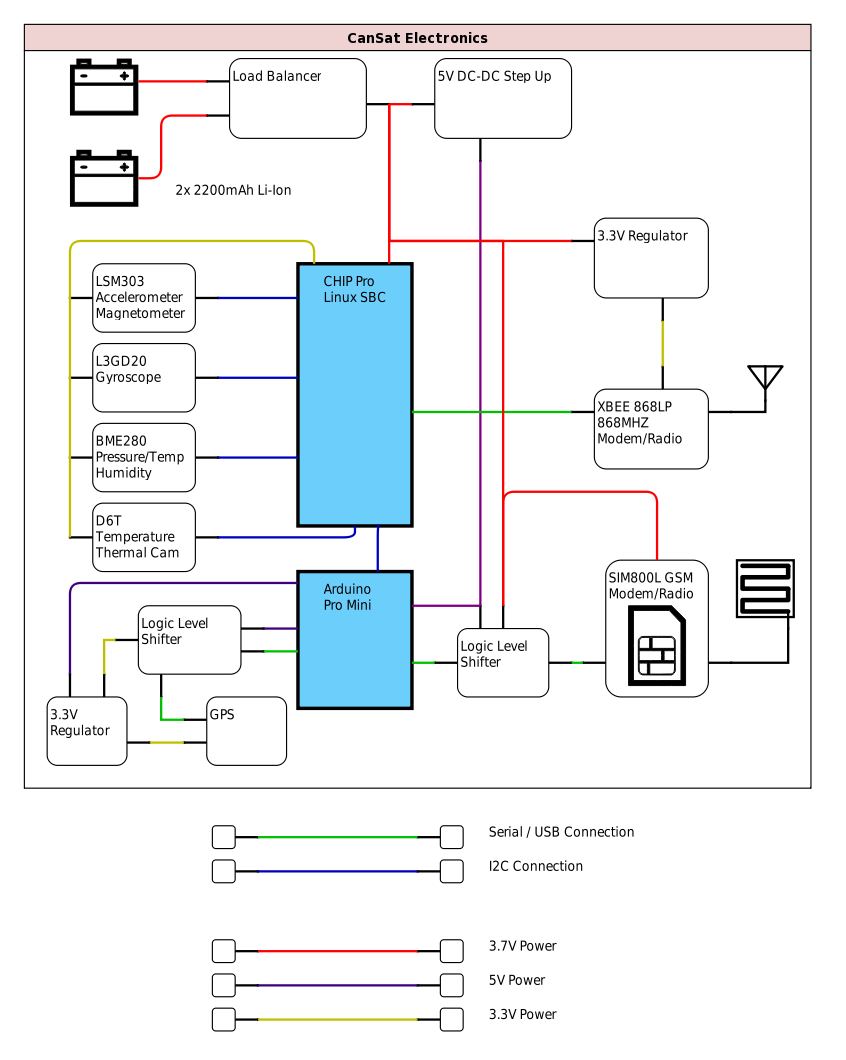 CanSat Electronics
Load Balancer
5V DC-DC Step Up
2x 2200mAh Li-Ion
3.3V Regulator
LSM303
Accelerometer
Magnetometer
CHIP Pro
Linux SBC
L3GD20
Gyroscope
XBEE 868LP
868MHZ
Modem/Radio
BME280
Pressure/Temp
Humidity
D6T
Temperature
Thermal Cam
Arduino
Pro Mini
SIM800L GSM
Modem/Radio
Logic Level
Shifter
Logic Level
Shifter
3.3V
Regulator
GPS
Serial / USB Connection
I2C Connection
3.7V Power
5V Power
3.3V Power